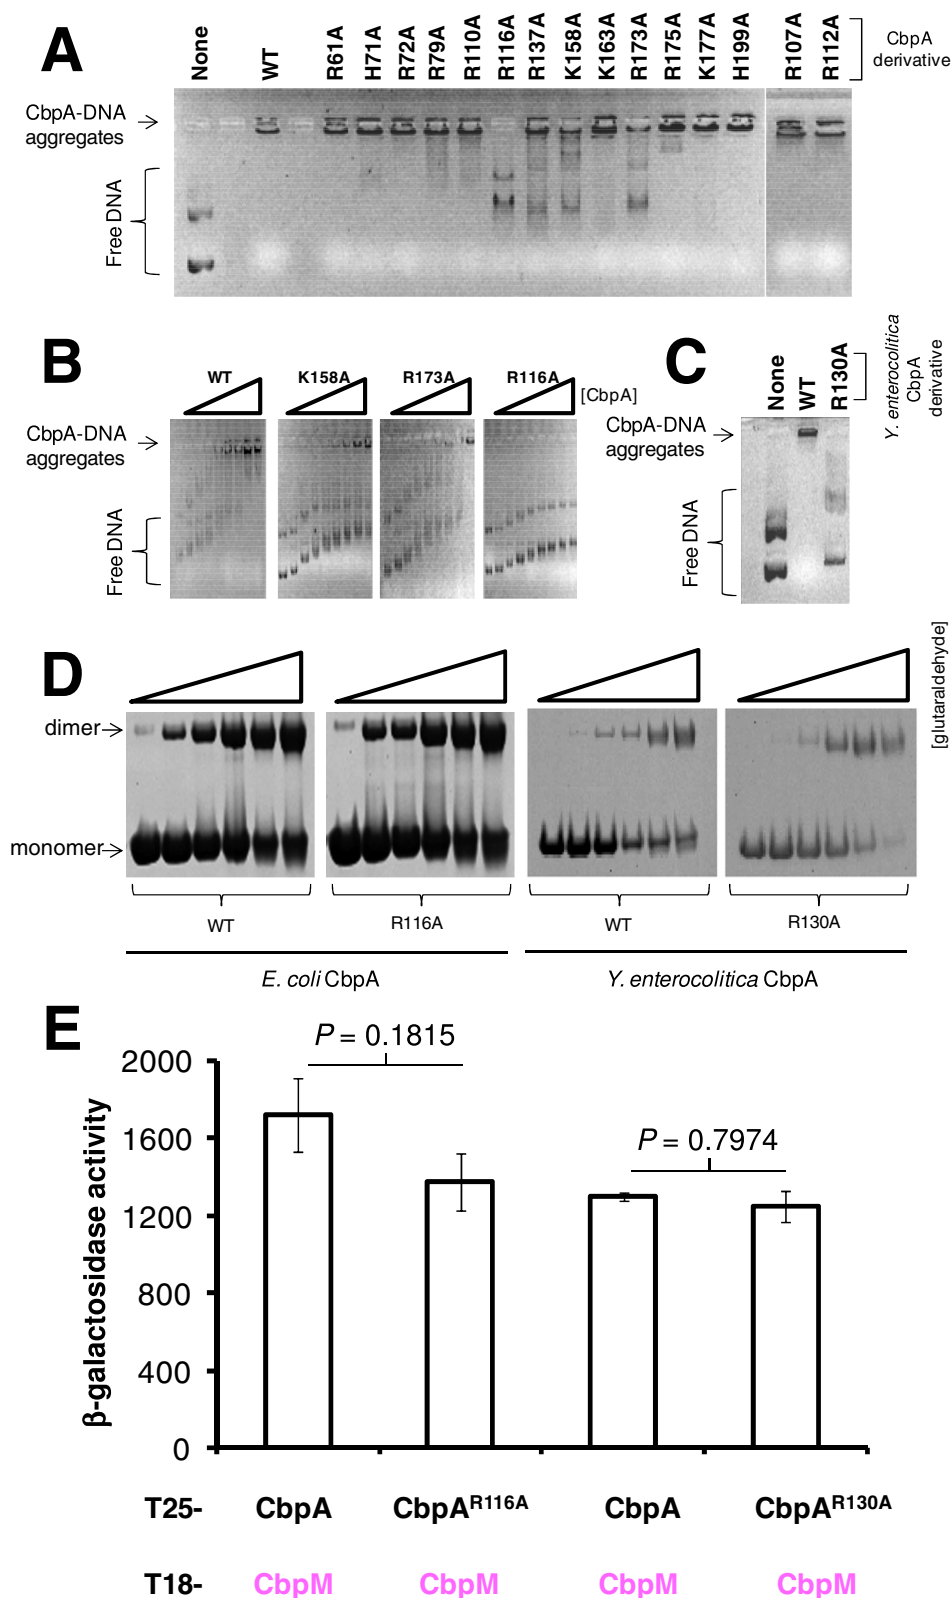 A
None
WT
R61A
H71A
R72A
R79A
R110A
R116A
R137A
K158A
K163A
R173A
R175A
K177A
H199A
R107A
R112A
CbpA
derivative
CbpA-DNA
aggregates
Free DNA
B
WT
K158A
R173A
R116A
[CbpA]
CbpA-DNA
aggregates
Free DNA
C
None
WT
R130A
Y. enterocolitica
CbpA
derivative
CbpA-DNA
aggregates
Free DNA
D
[glutaraldehyde]
dimer
monomer
WT
R116A
WT
R130A
E. coli CbpA
Y. enterocolitica CbpA
E
P = 0.1815
P = 0.7974
β-galactosidase activity
2000
1600
1200
800
400
0
T25- CbpA CbpA^R116A CbpA CbpA^R130A
T18- CbpM CbpM CbpM CbpM